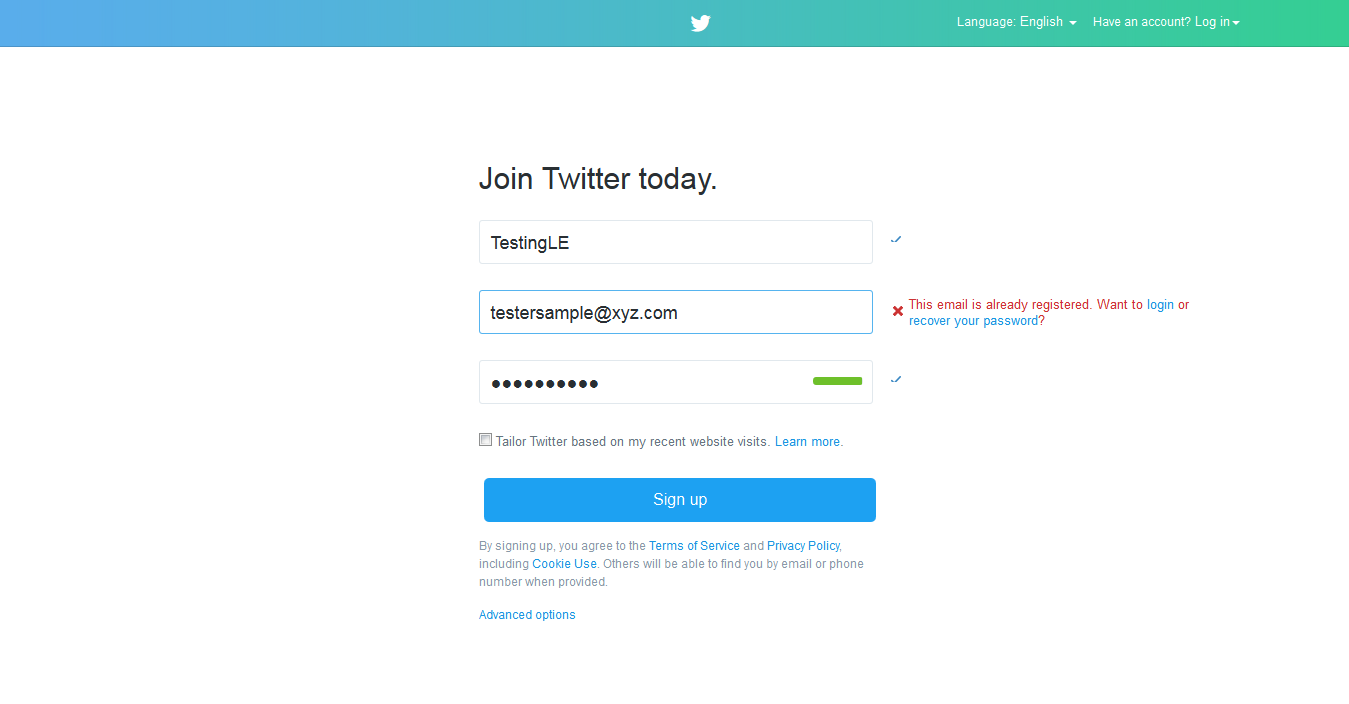 Language: English
Have an account? Log in
Join Twitter today.
TestingLE
testersample@xyz.com
This email is already registered. Want to login or
recover your password?
●●●●●●●●●●
Tailor Twitter based on my recent website visits. Learn more.
Sign up
By signing up, you agree to the Terms of Service and Privacy Policy,
including Cookie Use. Others will be able to find you by email or phone
number when provided.
Advanced options